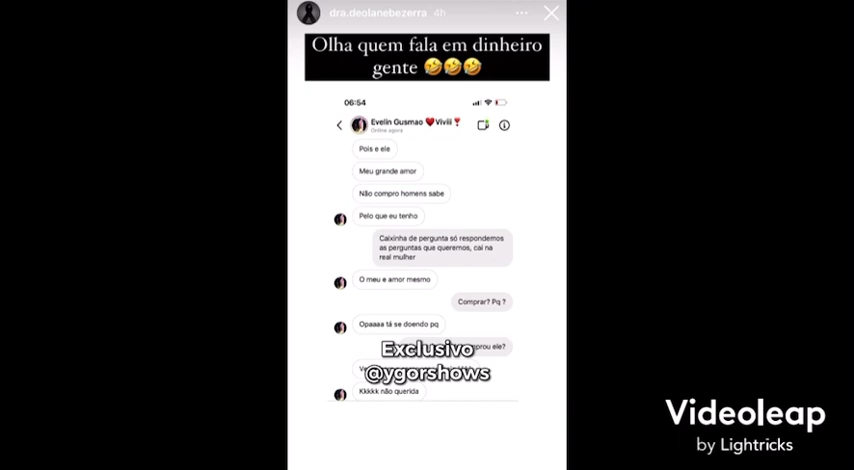 dra.deolanebezerra 4h
Olha quem fala em dinheiro
gente 🤣🤣🤣
06:54
Evelin Gusmao ❤️Viviii❣️
Online agora
Pois e ele
Meu grande amor
Não compro homens sabe
Pelo que eu tenho
Caixinha de pergunta só respondemos
as perguntas que queremos, cai na
real mulher
O meu e amor mesmo
Comprar? Pq ?
Opaaaa tá se doendo pq
ele?
Exclusivo
@ygorshows
Kkkkk não querida
Videoleap
by Lightricks